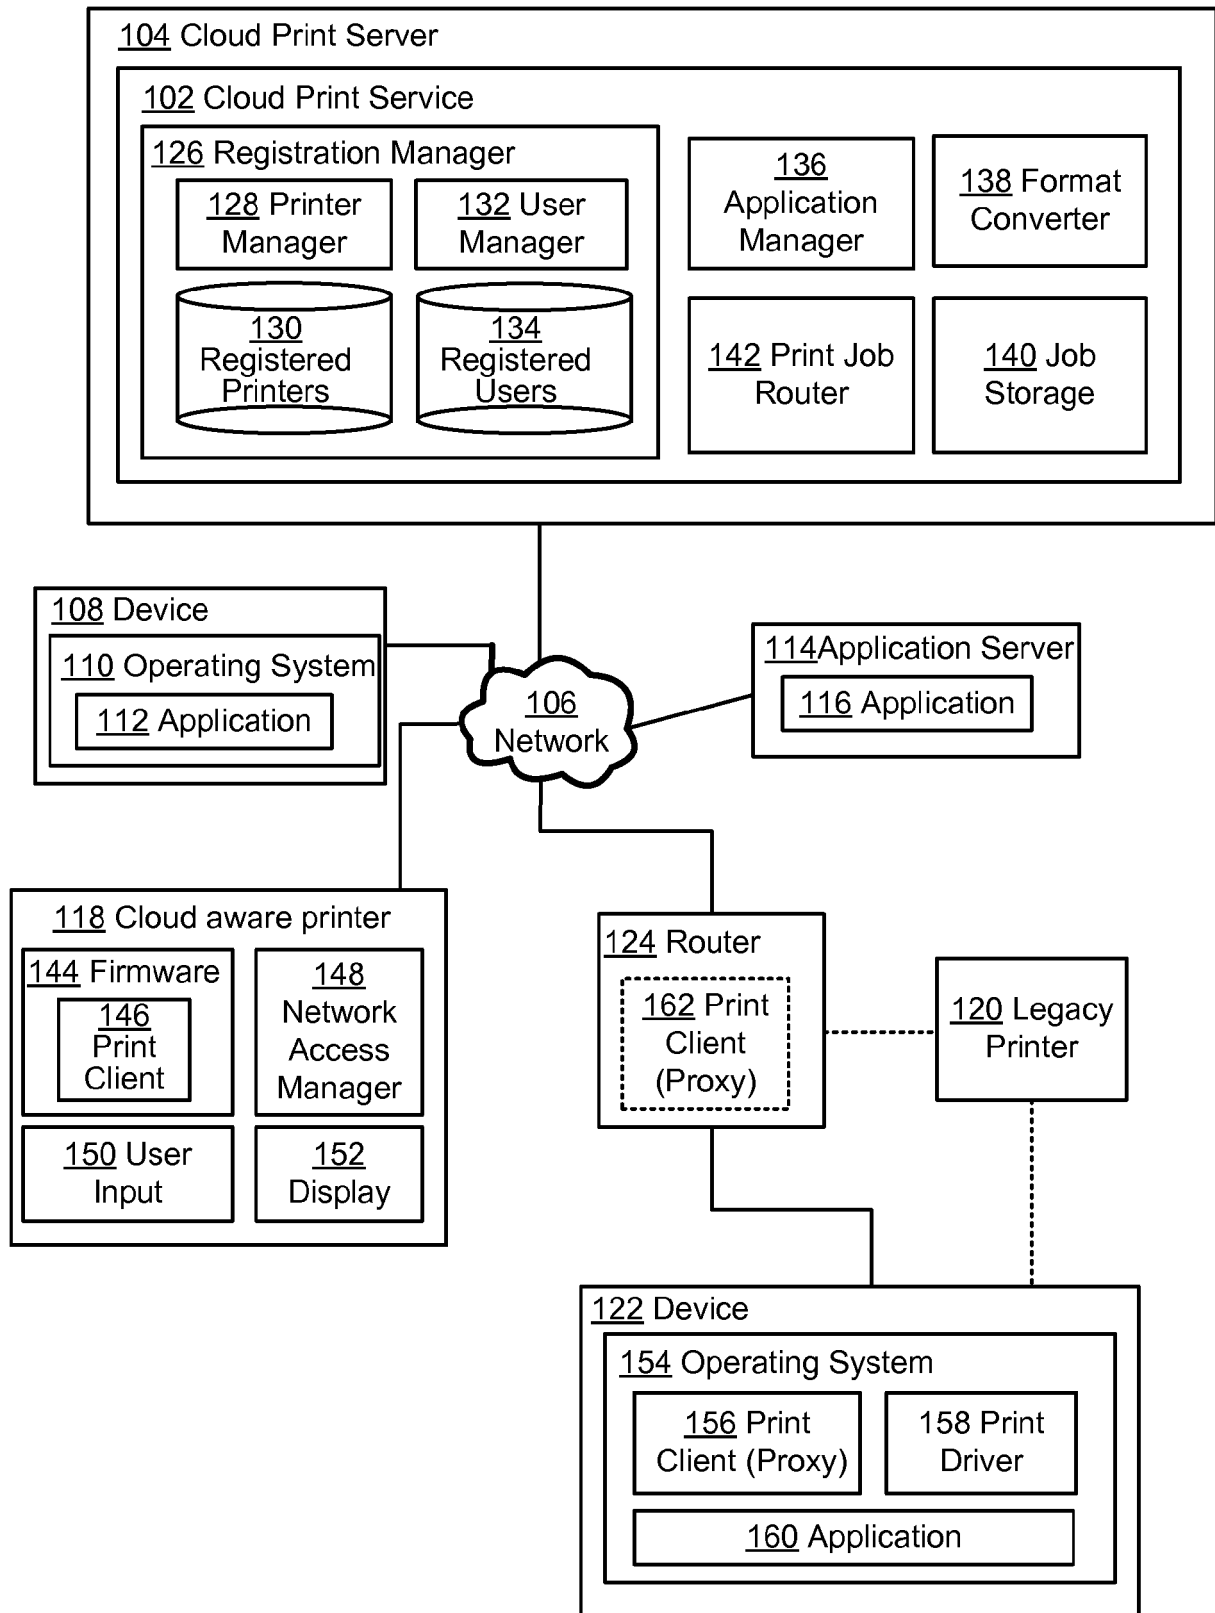 104 Cloud Print Server
102 Cloud Print Service
126 Registration Manager
128 Printer
Manager
132 User
Manager
130
Registered
Printers
134
Registered
Users
136
Application
Manager
138 Format
Converter
142 Print Job
Router
140 Job
Storage
108 Device
110 Operating System
112 Application
106
Network
114Application Server
116 Application
118 Cloud aware printer
144 Firmware
146
Print
Client
148
Network
Access
Manager
150 User
Input
152
Display
124 Router
162 Print
Client
(Proxy)
120 Legacy
Printer
122 Device
154 Operating System
156 Print
Client (Proxy)
158 Print
Driver
160 Application